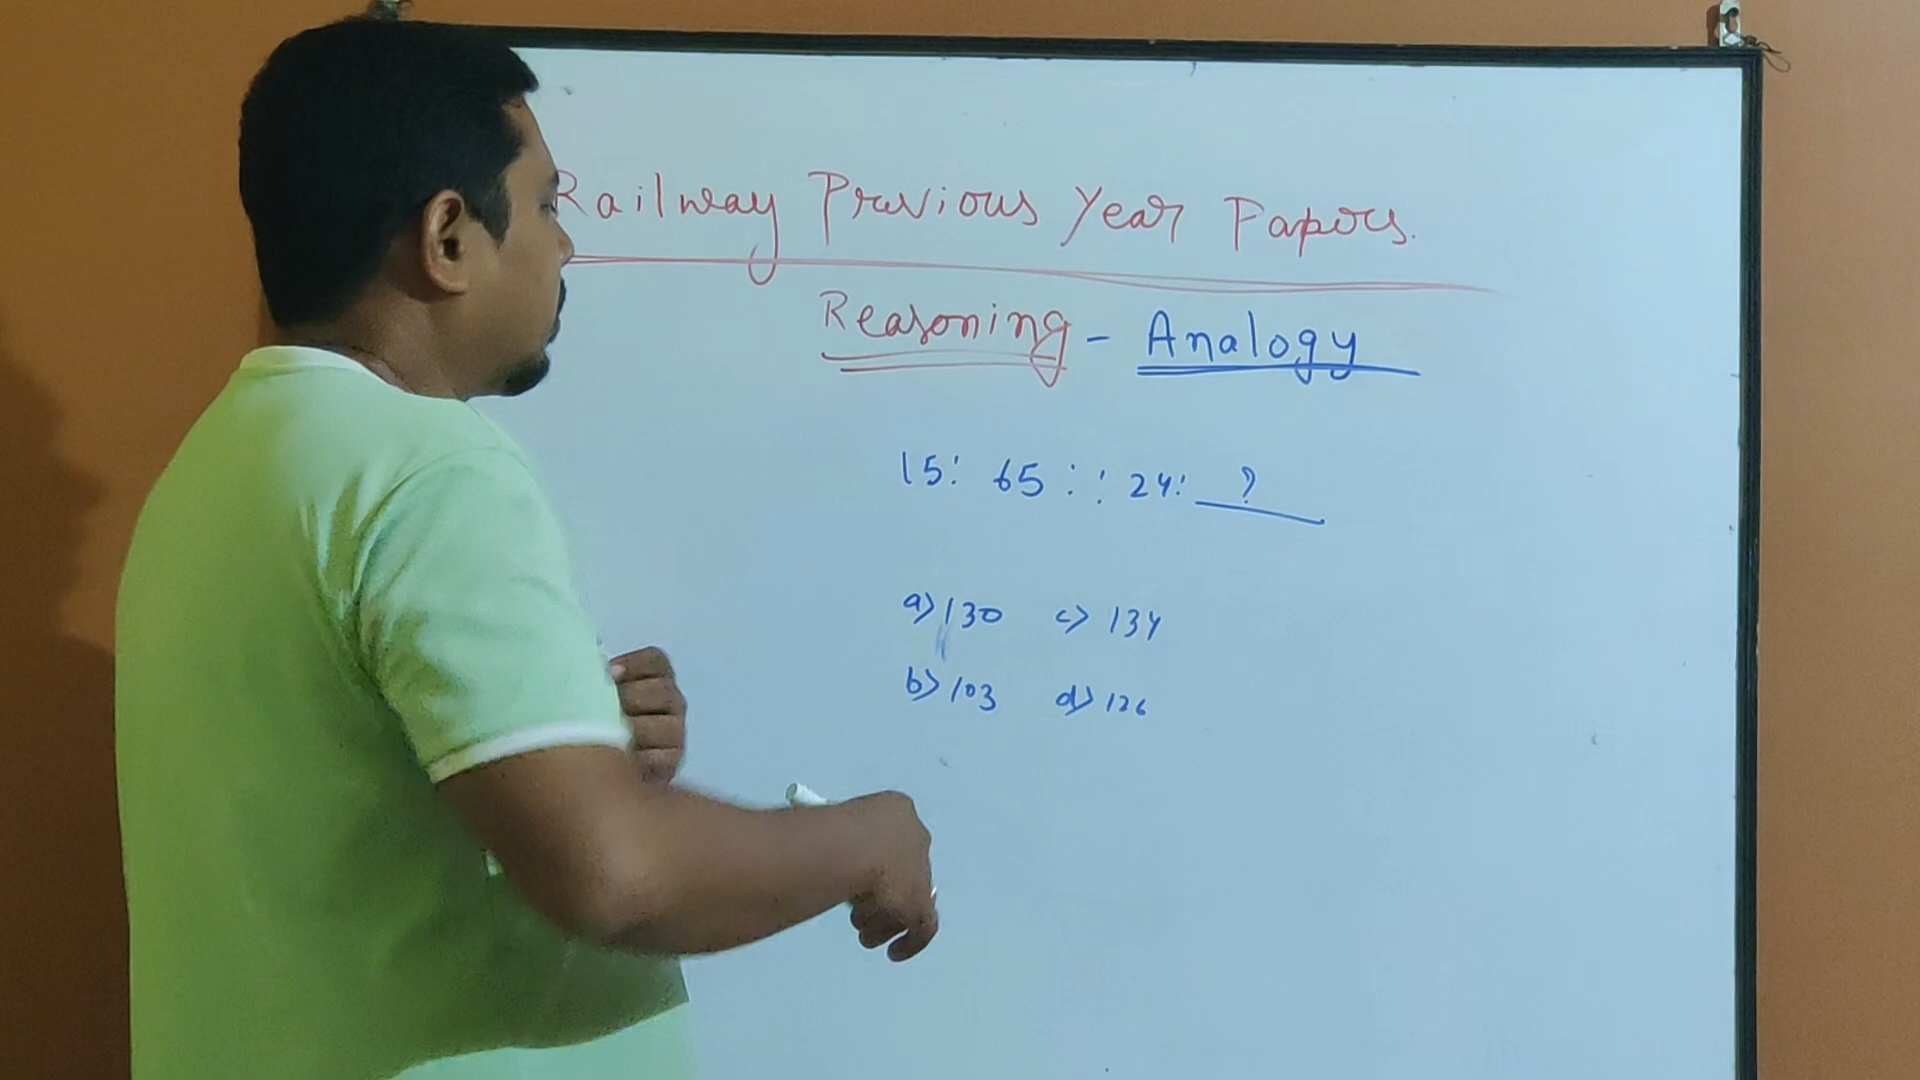 Railway Previous Year Papers.
Reasoning - Analogy
15: 65 :: 24: ?
a) 130 c) 134
b) 103 d) 126